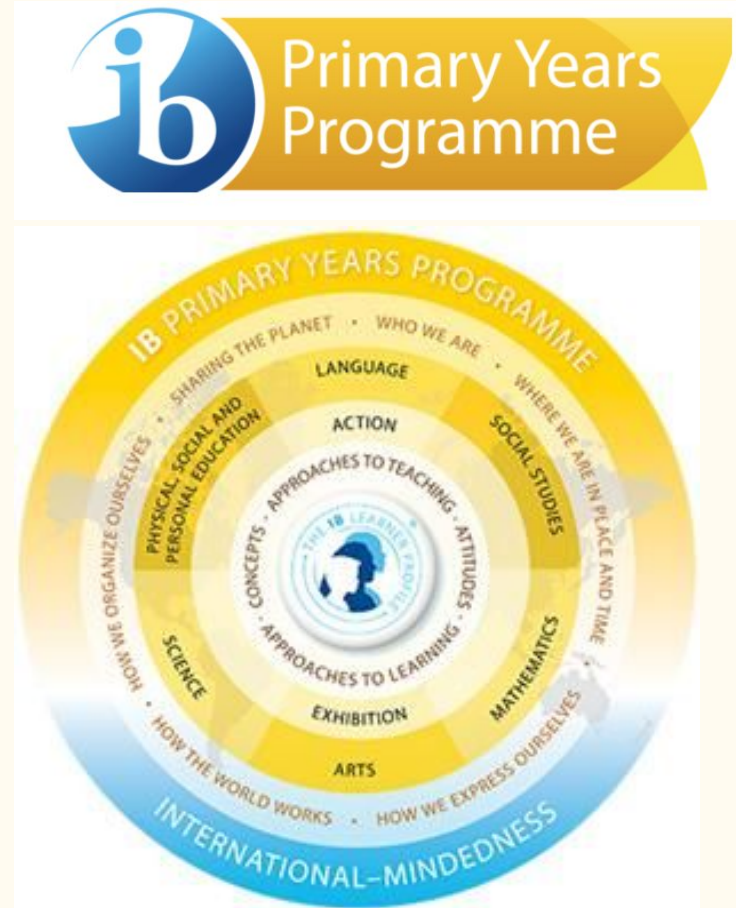 ib
Primary Years
Programme
IB PRIMARY YEARS PROGRAMME
SHARING THE PLANET • WHO WE ARE • WHERE WE ARE IN PLACE AND TIME
HOW WE ORGANIZE OURSELVES • HOW THE WORLD WORKS • HOW WE EXPRESS OURSELVES
LANGUAGE
PHYSICAL, SOCIAL AND
PERSONAL EDUCATION
SOCIAL STUDIES
SCIENCE
MATHEMATICS
ARTS
ACTION
EXHIBITION
CONCEPTS • APPROACHES TO TEACHING • ATTITUDES • APPROACHES TO LEARNING •
THE IB LEARNER PROFILE
®
INTERNATIONAL–MINDEDNESS